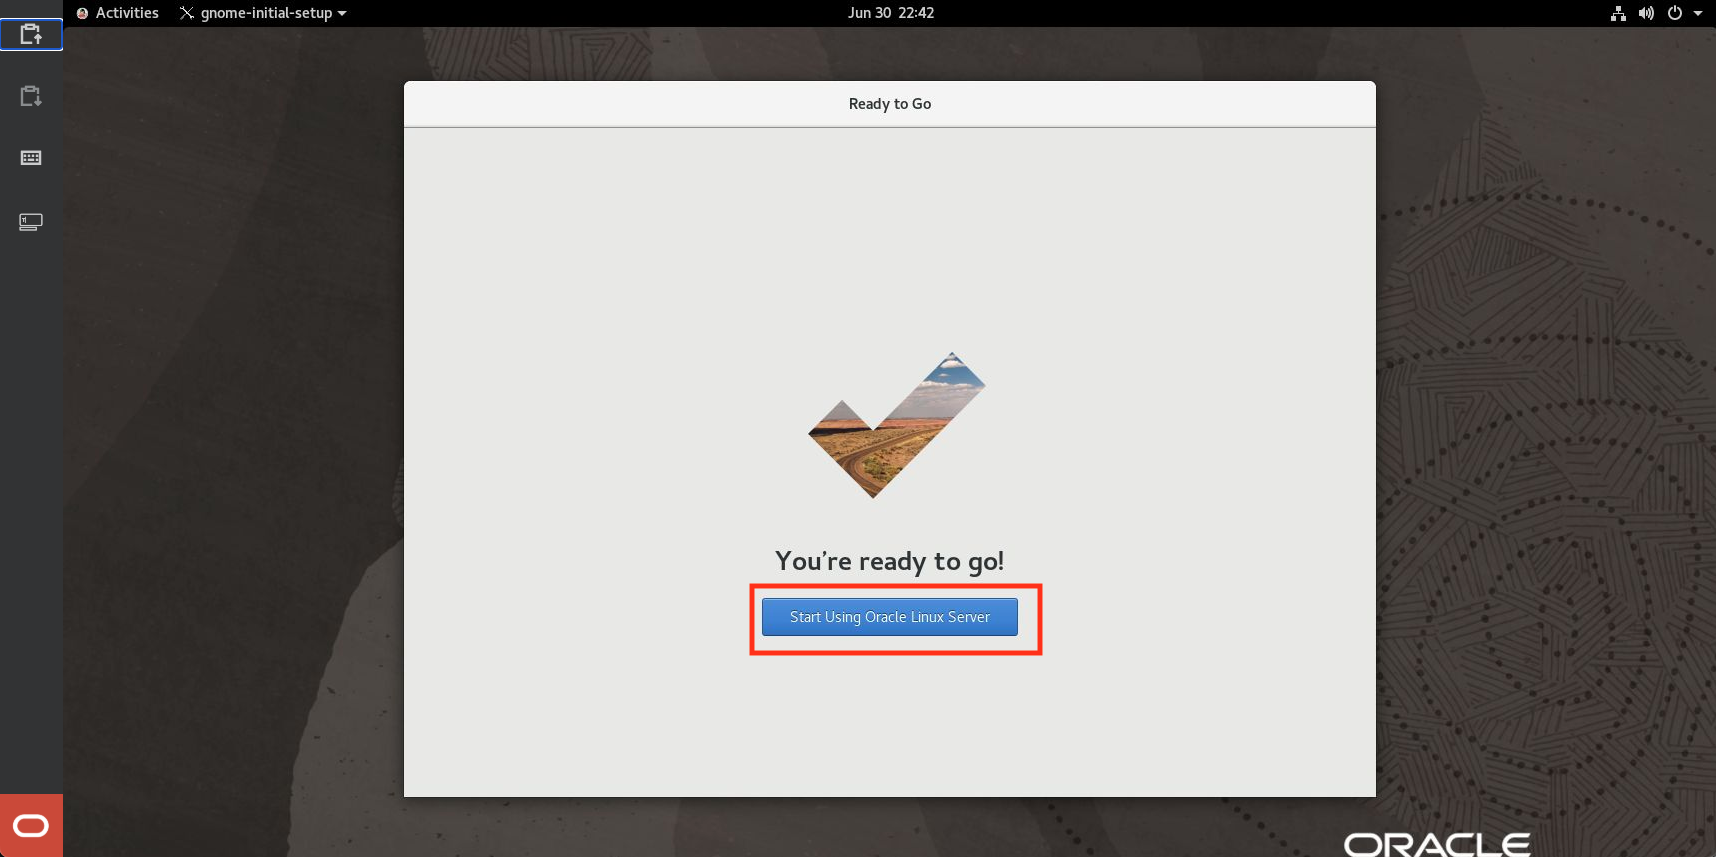 Activities gnome-initial-setup Jun 30 22:42
Ready to Go
You're ready to go!
Start Using Oracle Linux Server
ORACLE